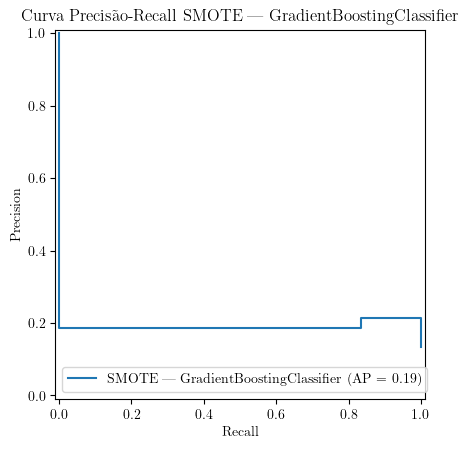 Curva Precisão-Recall SMOTE — GradientBoostingClassifier
1.0
0.8
0.6
0.4
0.2
0.0
Precision
SMOTE — GradientBoostingClassifier (AP = 0.19)
0.0 0.2 0.4 0.6 0.8 1.0
Recall